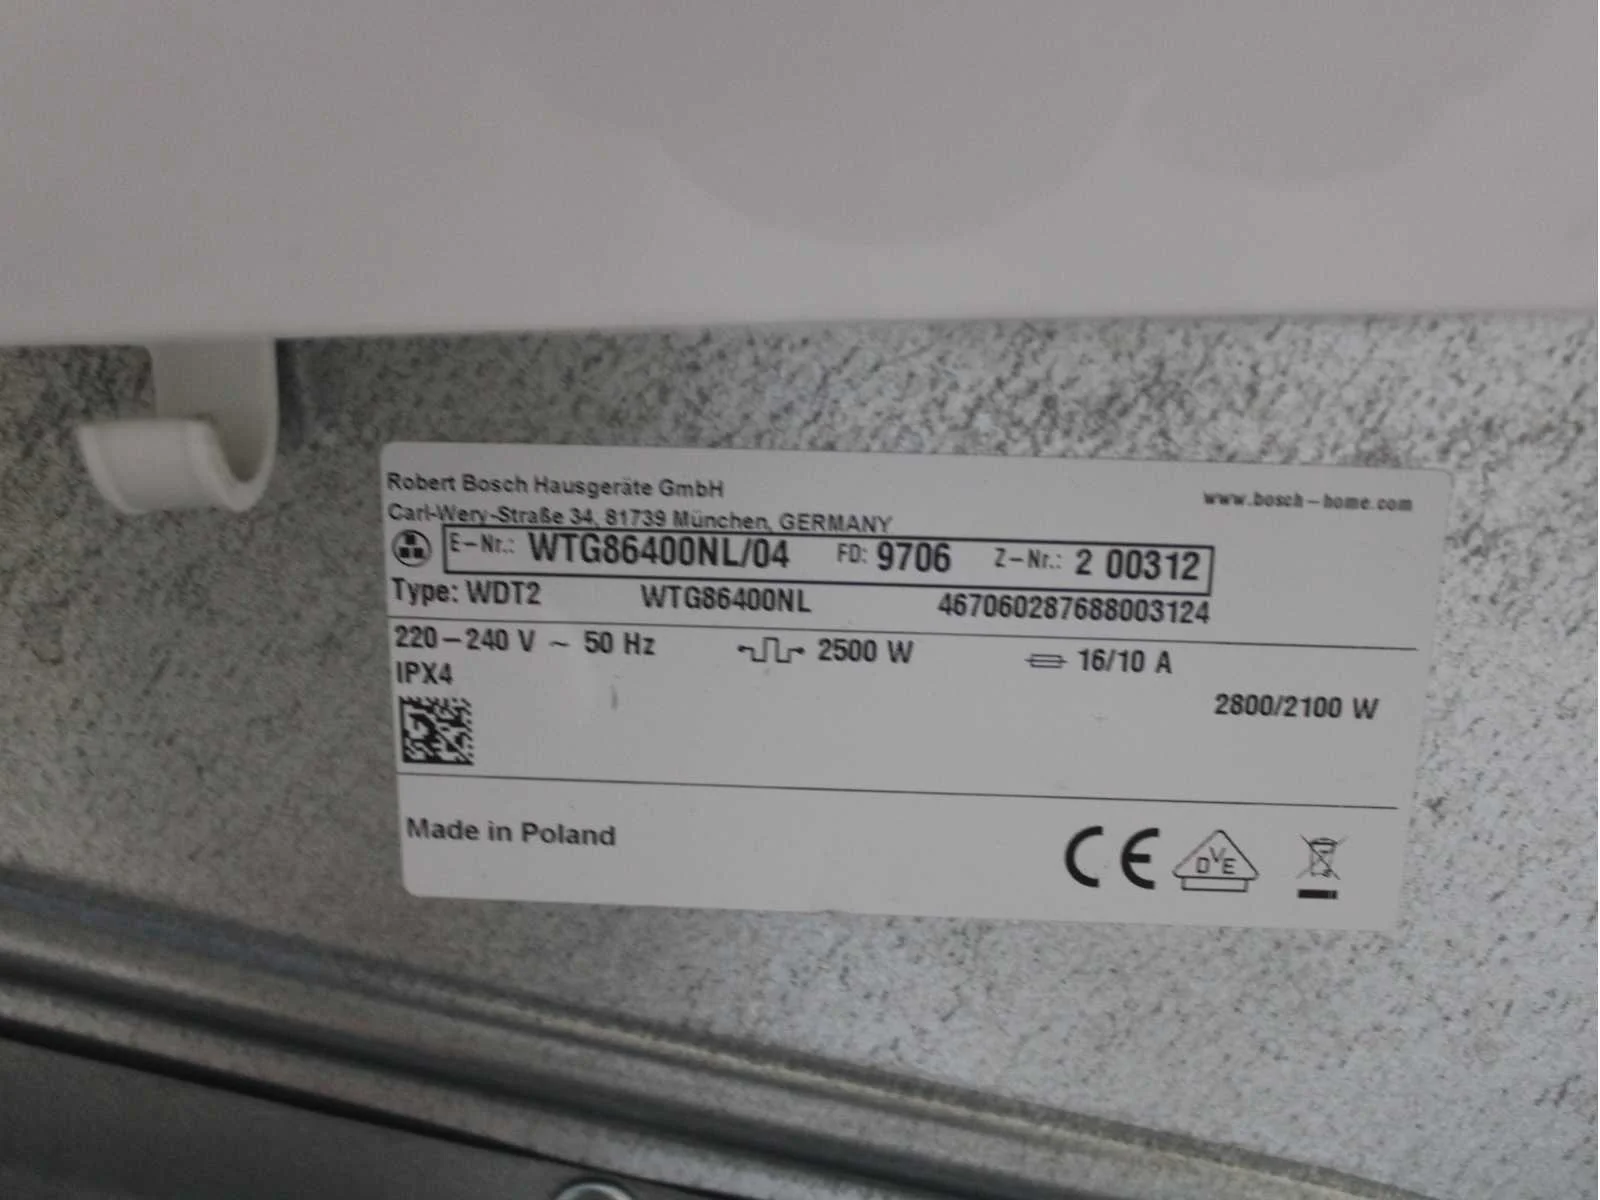 Robert Bosch Hausgeräte GmbH
www.bosch-home.com
Carl-Wery-Straße 34, 81739 München, GERMANY
E-Nr.: WTG86400NL/04 FD: 9706 Z-Nr.: 2 00312
Type: WDT2 WTG86400NL 467060287688003124
220-240 V ~ 50 Hz 2500 W 16/10 A
IPX4
2800/2100 W
Made in Poland
CE DVE